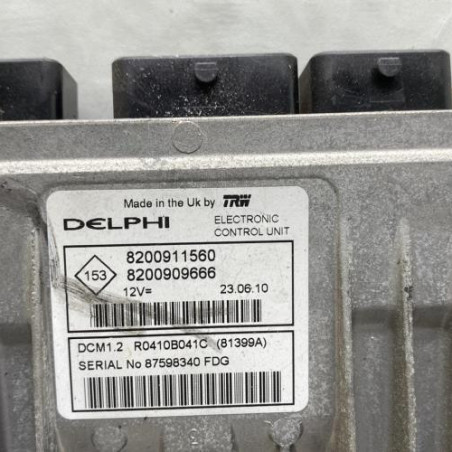 Made in the Uk by TRW
DELPHI ELECTRONIC
CONTROL UNIT
153
8200911560
8200909666
12V= 23.06.10
DCM1.2 R0410B041C (81399A)
SERIAL No 87598340 FDG